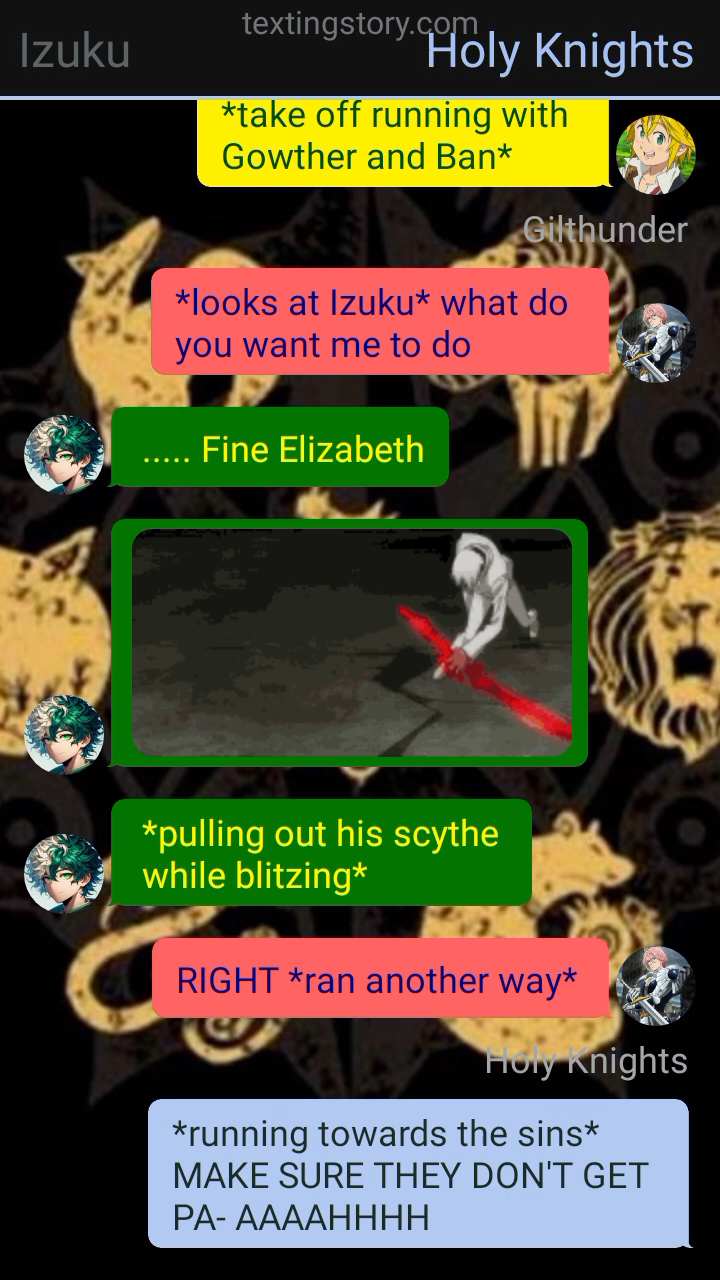 textingstory.com
Izuku
Holy Knights
*take off running with
Gowther and Ban*
Gilthunder
*looks at Izuku* what do
you want me to do
..... Fine Elizabeth
*pulling out his scythe
while blitzing*
RIGHT *ran another way*
Holy Knights
*running towards the sins*
MAKE SURE THEY DON'T GET
PA- AAAAHHHH